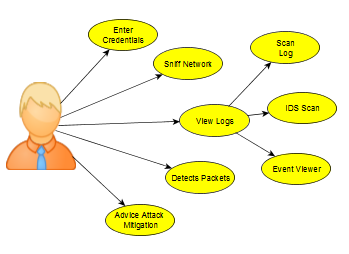 Enter
Credentials
Sniff Network
Scan
Log
View Logs
IDS Scan
Event Viewer
Detects Packets
Advice Attack
Mitigation